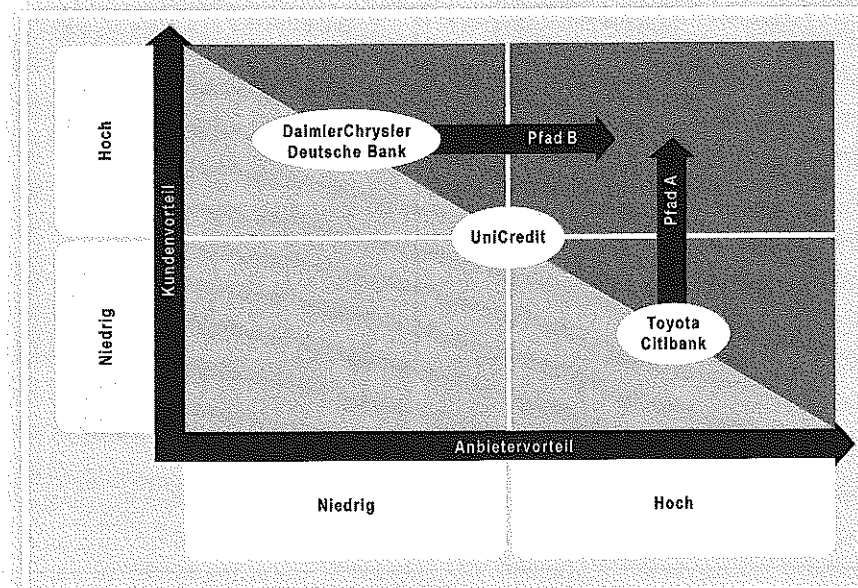 Hoch
Niedrig
Kundenvorteil
DaimlerChrysler
Deutsche Bank
Pfad B
Pfad A
UniCredit
Toyota
Citibank
Anbietervorteil
Niedrig
Hoch